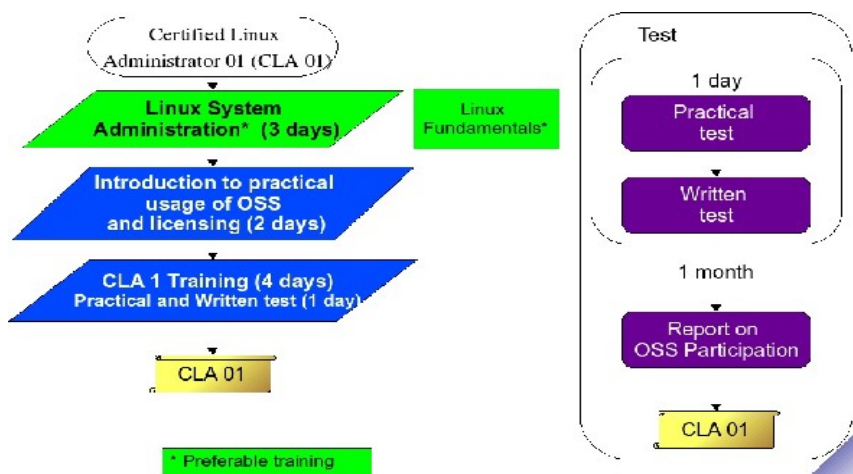 Certified Linux
Administrator 01 (CLA 01)
Linux System
Administration* (3 days)
Linux
Fundamentals*
Introduction to practical
usage of OSS
and licensing (2 days)
CLA 1 Training (4 days)
Practical and Written test (1 day)
CLA 01
* Preferable training
Test
1 day
Practical
test
Written
test
1 month
Report on
OSS Participation
CLA 01